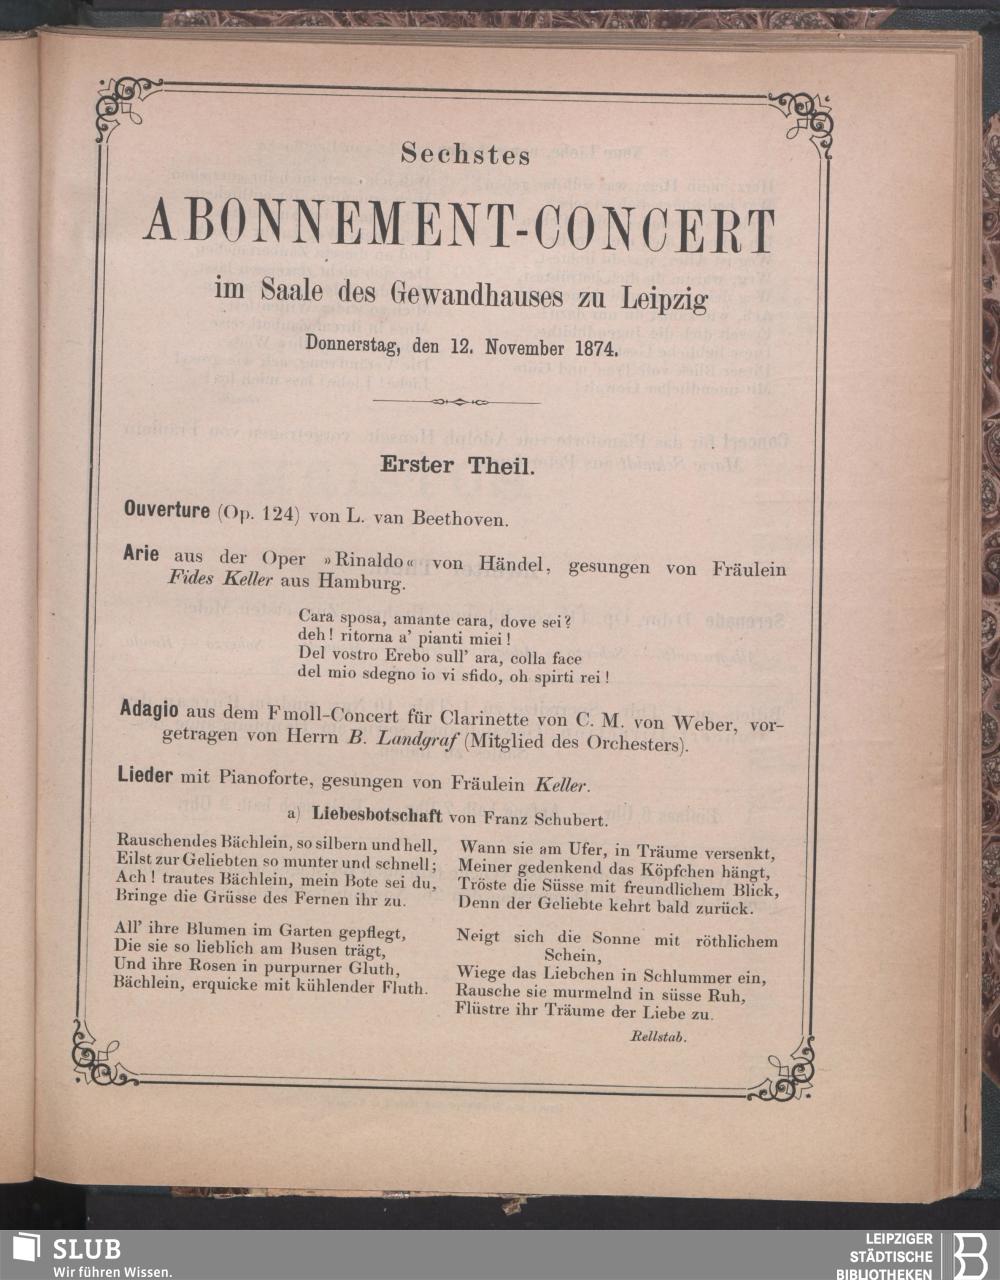 Sechstes
ABONNEMENT-CONCERT
im Saale des Gewandhauses zu Leipzig
Donnerstag, den 12. November 1874.
Erster Theil.
Ouverture (Op. 124) von L. van Beethoven.
Arie aus der Oper »Rinaldo« von Händel, gesungen von Fräulein
Fides Keller aus Hamburg.
Cara sposa, amante cara, dove sei?
deh! ritorna a' pianti miei!
Del vostro Erebo sull' ara, colla face
del mio sdegno io vi sfido, oh spirti rei!
Adagio aus dem Fmoll-Concert für Clarinette von C. M. von Weber, vor-
getragen von Herrn B. Landgraf (Mitglied des Orchesters).
Lieder mit Pianoforte, gesungen von Fräulein Keller.
a) Liebesbotschaft von Franz Schubert.
Rauschendes Bächlein, so silbern und hell,
Eilst zur Geliebten so munter und schnell;
Ach! trautes Bächlein, mein Bote sei du,
Bringe die Grüsse des Fernen ihr zu.
All' ihre Blumen im Garten gepflegt,
Die sie so lieblich am Busen trägt,
Und ihre Rosen in purpurner Gluth,
Bächlein, erquicke mit kühlender Fluth.
Wann sie am Ufer, in Träume versenkt,
Meiner gedenkend das Köpfchen hängt,
Tröste die Süsse mit freundlichem Blick,
Denn der Geliebte kehrt bald zurück.
Neigt sich die Sonne mit röthlichem
Schein,
Wiege das Liebchen in Schlummer ein,
Rausche sie murmelnd in süsse Ruh,
Flüstre ihr Träume der Liebe zu.
Rellstab.
SLUB
Wir führen Wissen.
LEIPZIGER
STÄDTISCHE
BIBLIOTHEKEN